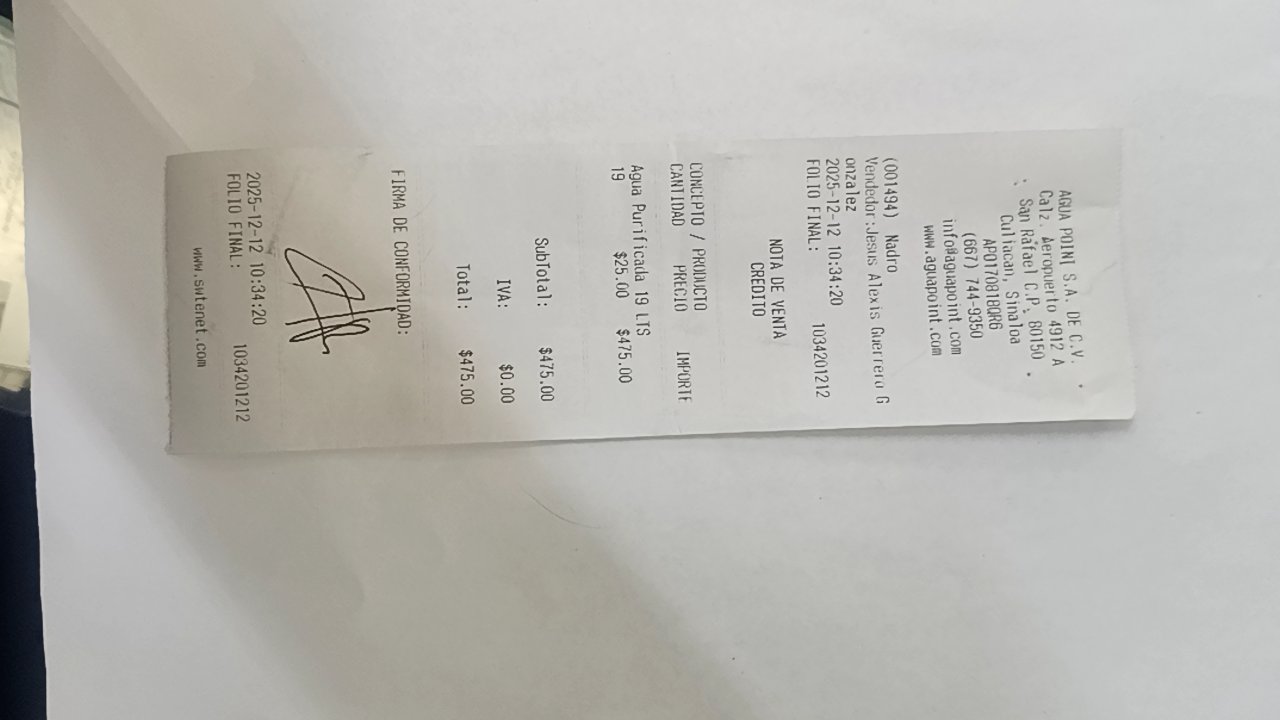 AGUA POINT S.A. DE C.V.
Calz. Aeropuerto 4912 A
San Rafael C.P. 80150
Culiacan, Sinaloa
APO170818QR6
(667) 744-9350
info@aguapoint.com
www.aguapoint.com
(001494) Nadro
Vendedor:Jesus Alexis Guerrero G
onzalez
2025-12-12 10:34:20
FOLIO FINAL: 1034201212
NOTA DE VENTA
CREDITO
CONCEPTO / PRODUCTO
CANTIDAD PRECIO IMPORTE
Agua Purificada 19 LTS
19 $25.00 $475.00
SubTotal: $475.00
IVA: $0.00
Total: $475.00
FIRMA DE CONFORMIDAD:
2025-12-12 10:34:20
FOLIO FINAL: 1034201212
www.swtenet.com